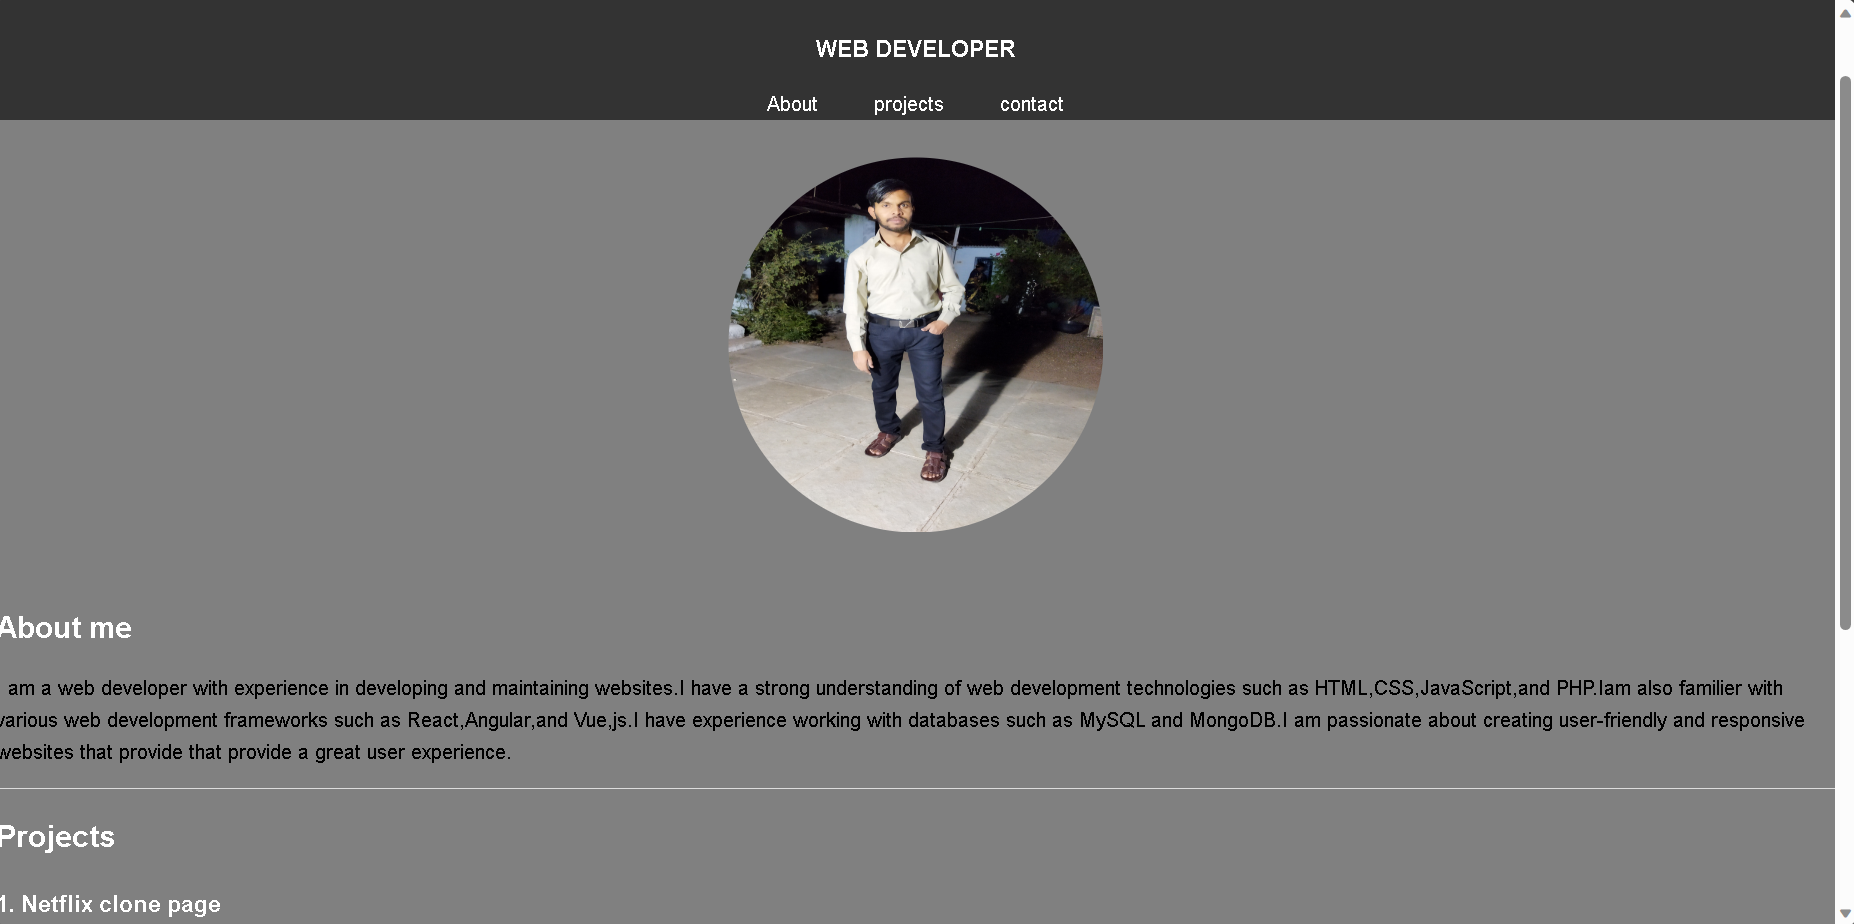 WEB DEVELOPER
About projects contact
About me
I am a web developer with experience in developing and maintaining websites.I have a strong understanding of web development technologies such as HTML,CSS,JavaScript,and PHP.Iam also familier with
various web development frameworks such as React,Angular,and Vue,js.I have experience working with databases such as MySQL and MongoDB.I am passionate about creating user-friendly and responsive
websites that provide that provide a great user experience.
Projects
1. Netflix clone page